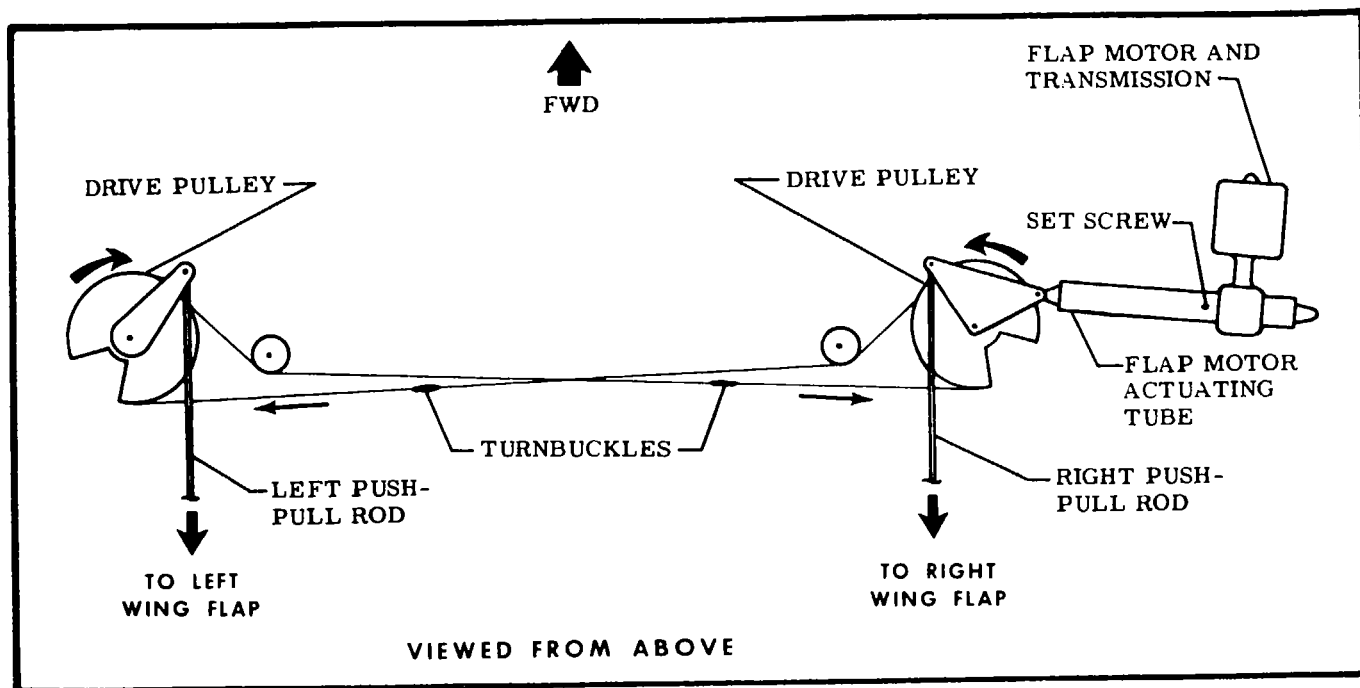 FLAP MOTOR AND
TRANSMISSION
FWD
DRIVE PULLEY
DRIVE PULLEY
SET SCREW
FLAP MOTOR
ACTUATING
TUBE
TURNBUCKLES
LEFT PUSH-
PULL ROD
RIGHT PUSH-
PULL ROD
TO LEFT
WING FLAP
TO RIGHT
WING FLAP
VIEWED FROM ABOVE